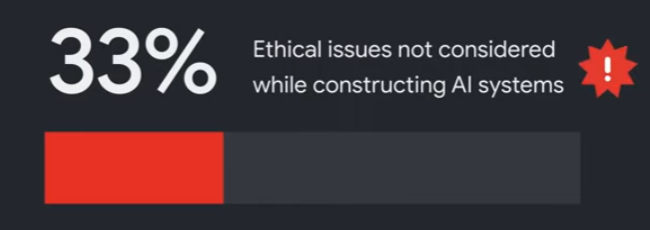 33%
Ethical issues not considered
while constructing AI systems
!